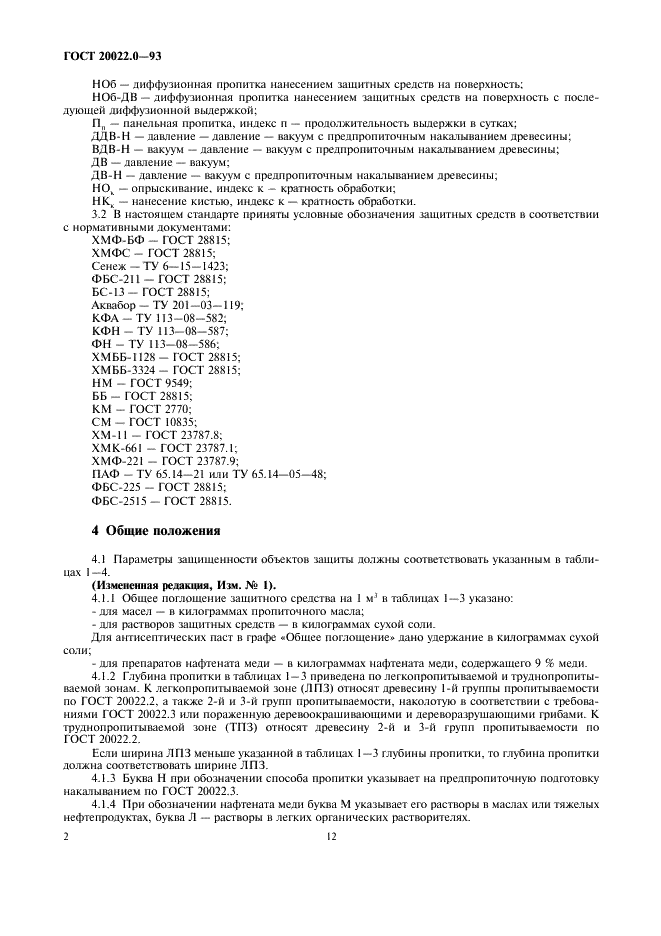 ГОСТ 20022.0—93
НОб — диффузионная пропитка нанесением защитных средств на поверхность;
НОб-ДВ — диффузионная пропитка нанесением защитных средств на поверхность с после-
дующей диффузионной выдержкой;
Пп — панельная пропитка, индекс п — продолжительность выдержки в сутках;
ДДВ-Н — давление — давление — вакуум с предпропиточным накалыванием древесины;
ВДВ-Н — вакуум — давление — вакуум с предпропиточным накалыванием древесины;
ДВ — давление — вакуум;
ДВ-Н — давление — вакуум с предпропиточным накалыванием древесины;
НОк — опрыскивание, индекс к — кратность обработки;
НКк — нанесение кистью, индекс к — кратность обработки.
3.2 В настоящем стандарте приняты условные обозначения защитных средств в соответствии
с нормативными документами:
ХМФ-БФ — ГОСТ 28815;
ХМФС — ГОСТ 28815;
Сенеж — ТУ 6—15—1423;
ФБС-211 — ГОСТ 28815;
БС-13 — ГОСТ 28815;
Аквабор — ТУ 201—03—119;
КФА — ТУ 113—08—582;
КФН — ТУ 113—08—587;
ФН — ТУ 113—08—586;
ХМББ-1128 — ГОСТ 28815;
ХМББ-3324 — ГОСТ 28815;
НМ — ГОСТ 9549;
ББ — ГОСТ 28815;
КМ — ГОСТ 2770;
СМ — ГОСТ 10835;
ХМ-11 — ГОСТ 23787.8;
ХМК-661 — ГОСТ 23787.1;
ХМФ-221 — ГОСТ 23787.9;
ПАФ — ТУ 65.14—21 или ТУ 65.14—05—48;
ФБС-225 — ГОСТ 28815;
ФБС-2515 — ГОСТ 28815.
4 Общие положения
4.1 Параметры защищенности объектов защиты должны соответствовать указанным в табли-
цах 1—4.
(Измененная редакция, Изм. № 1).
4.1.1 Общее поглощение защитного средства на 1 м³ в таблицах 1—3 указано:
- для масел — в килограммах пропиточного масла;
- для растворов защитных средств — в килограммах сухой соли.
Для антисептических паст в графе «Общее поглощение» дано удержание в килограммах сухой
соли;
- для препаратов нафтената меди — в килограммах нафтената меди, содержащего 9 % меди.
4.1.2 Глубина пропитки в таблицах 1—3 приведена по легкопропитываемой и труднопропиты-
ваемой зонам. К легкопропитываемой зоне (ЛПЗ) относят древесину 1-й группы пропитываемости
по ГОСТ 20022.2, а также 2-й и 3-й групп пропитываемости, наколотую в соответствии с требова-
ниями ГОСТ 20022.3 или пораженную деревоокрашивающими и дереворазрушающими грибами. К
труднопропитываемой зоне (ТПЗ) относят древесину 2-й и 3-й групп пропитываемости по
ГОСТ 20022.2.
Если ширина ЛПЗ меньше указанной в таблицах 1—3 глубины пропитки, то глубина пропитки
должна соответствовать ширине ЛПЗ.
4.1.3 Буква Н при обозначении способа пропитки указывает на предпропиточную подготовку
накалыванием по ГОСТ 20022.3.
4.1.4 При обозначении нафтената меди буква М указывает его растворы в маслах или тяжелых
нефтепродуктах, буква Л — растворы в легких органических растворителях.
2 12